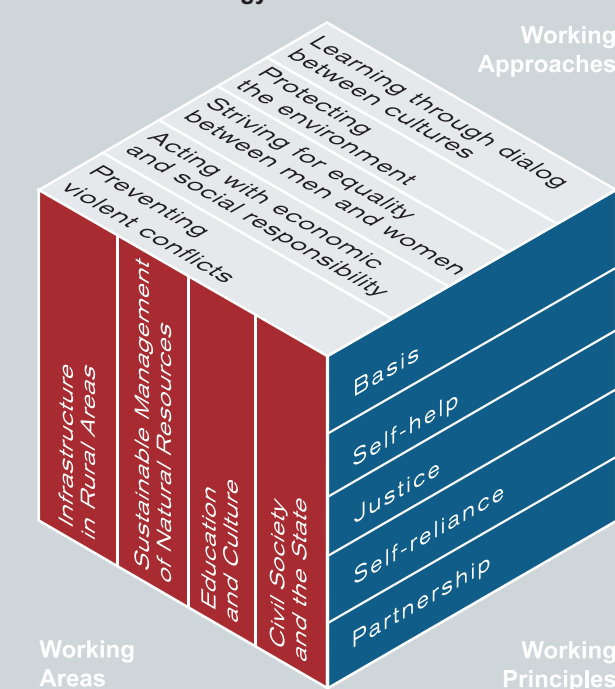 Working
Approaches
Learning through dialog
between cultures
Protecting
the environment
Striving for equality
between men and women
Acting with economic
and social responsibility
Preventing
violent conflicts
Infrastructure
in Rural Areas
Sustainable Management
of Natural Resources
Education
and Culture
Civil Society
and the State
Basis
Self-help
Justice
Self-reliance
Partnership
Working
Areas
Working
Principles